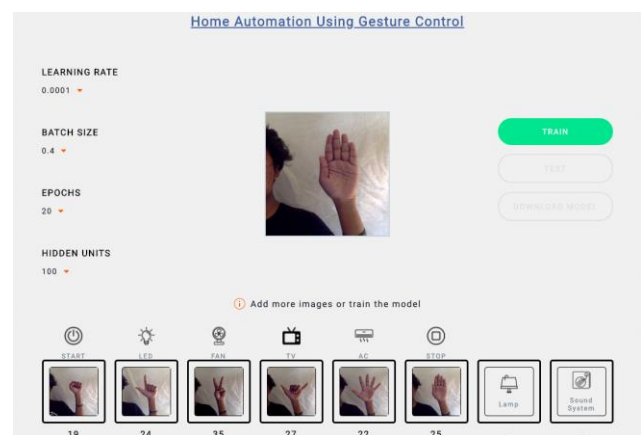 Home Automation Using Gesture Control
LEARNING RATE
0.0001
BATCH SIZE
0.4
EPOCHS
20
HIDDEN UNITS
100
TRAIN
TEST
DOWNLOAD MODEL
Add more images or train the model
START LED FAN TV AC STOP
Lamp
Sound
System
19 24 35 27 22 25